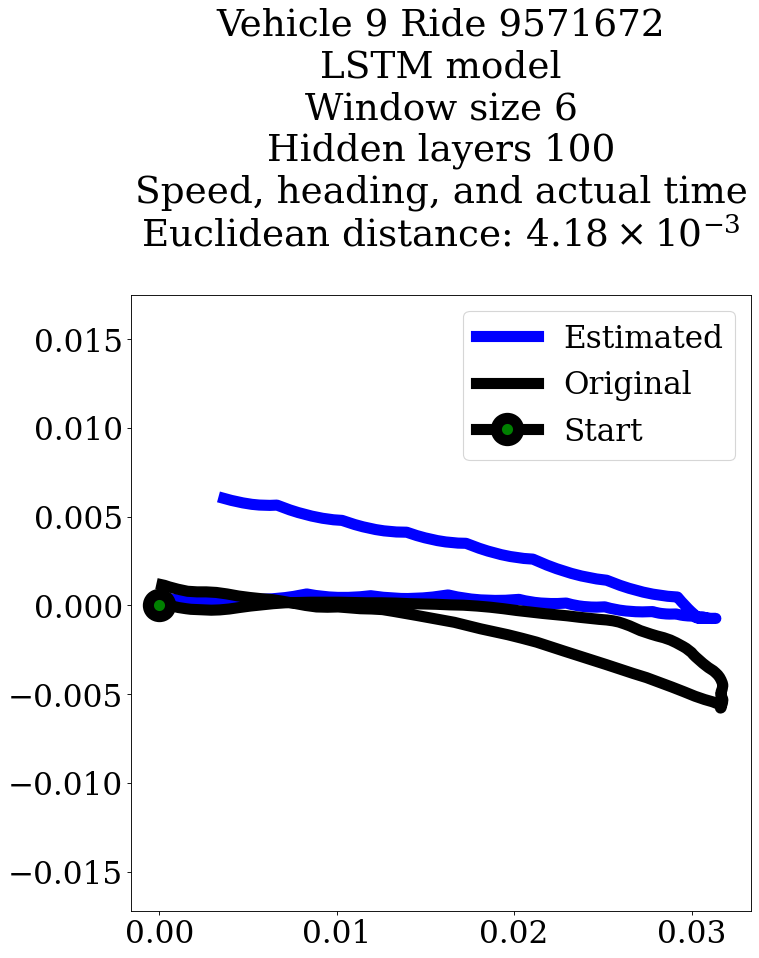 Vehicle 9 Ride 9571672
LSTM model
Window size 6
Hidden layers 100
Speed, heading, and actual time
Euclidean distance: 4.18 × 10⁻³
Estimated
Original
Start
0.015
0.010
0.005
0.000
−0.005
−0.010
−0.015
0.00 0.01 0.02 0.03